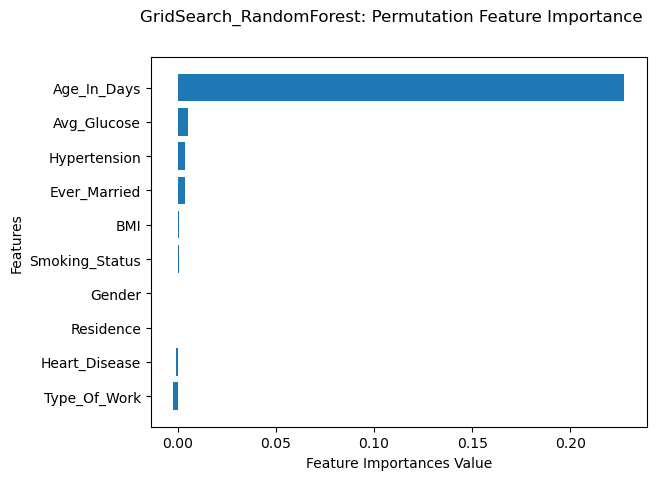 GridSearch_RandomForest: Permutation Feature Importance
Features
Age_In_Days
Avg_Glucose
Hypertension
Ever_Married
BMI
Smoking_Status
Gender
Residence
Heart_Disease
Type_Of_Work
0.00 0.05 0.10 0.15 0.20
Feature Importances Value